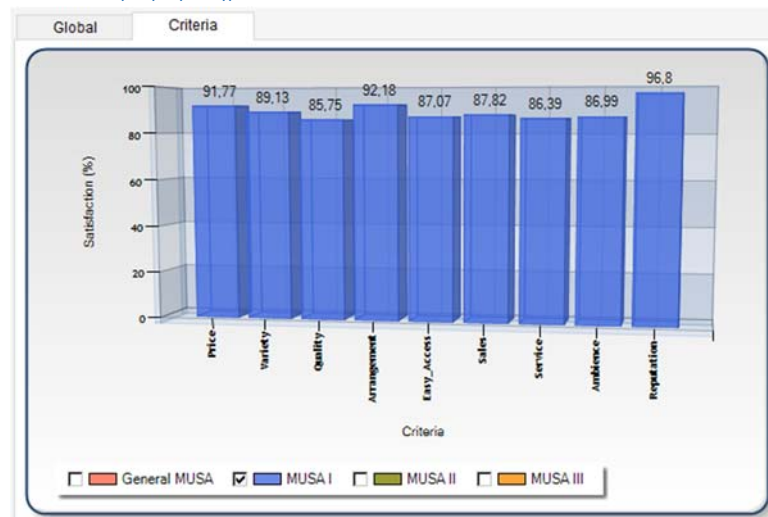 Global Criteria
91,77 89,13 85,75 92,18 87,07 87,82 86,39 86,99 96,8
100
80
60
40
20
0
Satisfaction (%)
Price Variety Quality Arrangement Easy_Access Sales Service Ambience Reputation
Criteria
General MUSA MUSA I MUSA II MUSA III